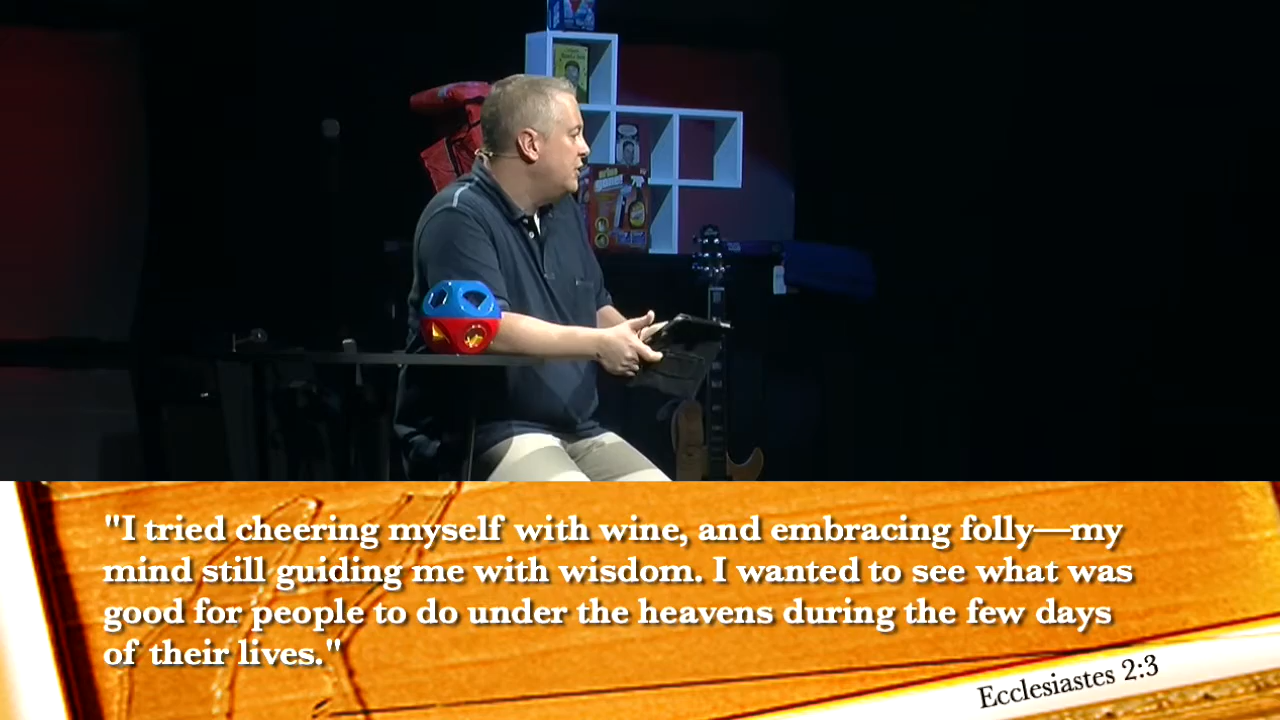 "I tried cheering myself with wine, and embracing folly—my
mind still guiding me with wisdom. I wanted to see what was
good for people to do under the heavens during the few days
of their lives."
Ecclesiastes 2:3